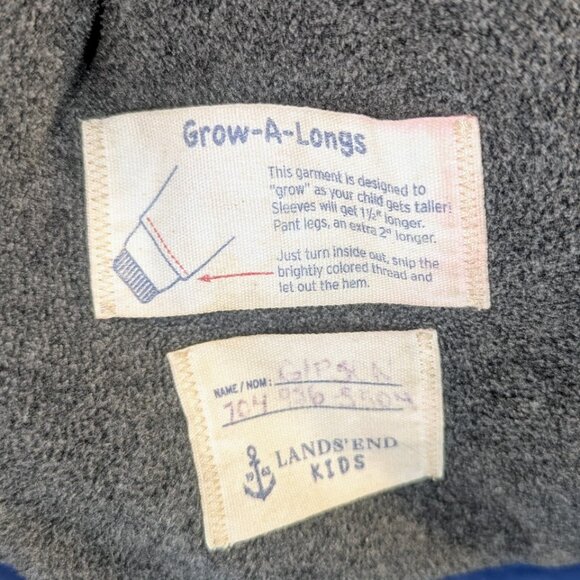 Grow-A-Longs
This garment is designed to
"grow" as your child gets taller!
Sleeves will get 1½" longer.
Pant legs, an extra 2" longer.
Just turn inside out, snip the
brightly colored thread and
let out the hem.
NAME / NOM:
704
LANDS' END
KIDS